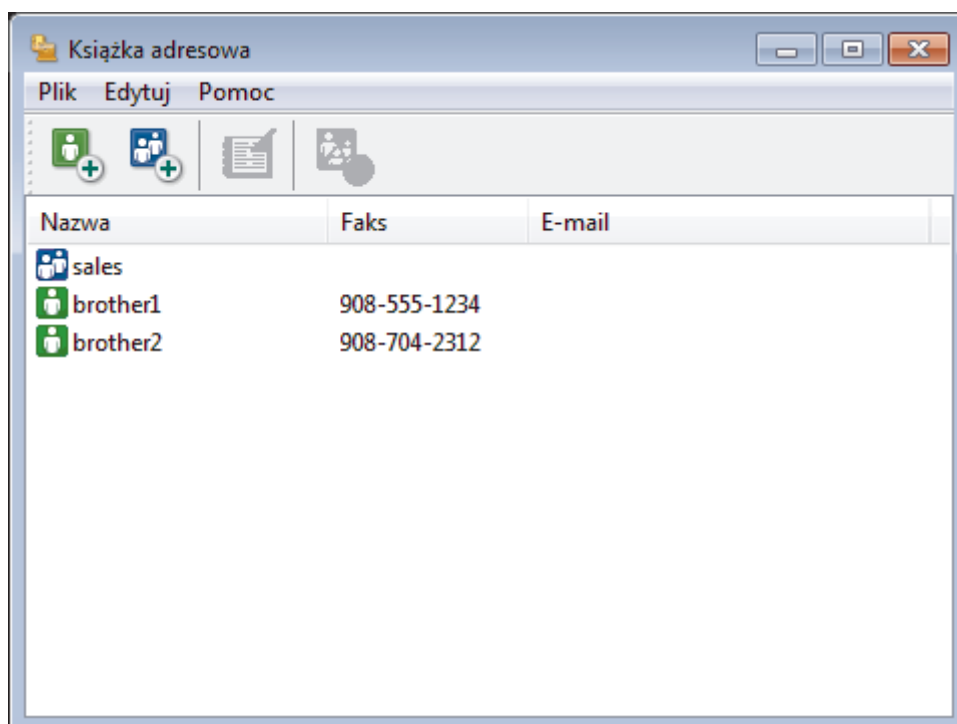 Książka adresowa
Plik Edytuj Pomoc
Nazwa Faks E-mail
sales
brother1 908-555-1234
brother2 908-704-2312